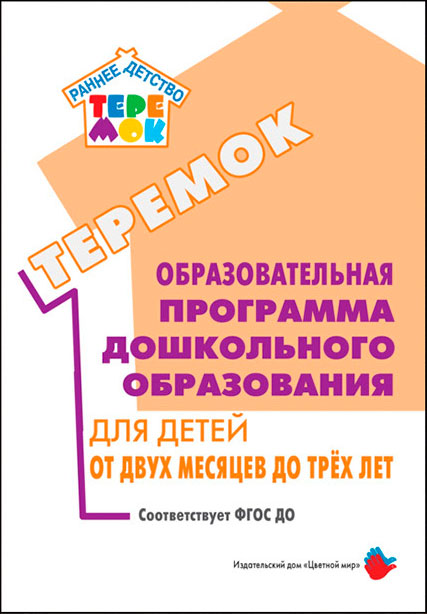 РАННЕЕ ДЕТСТВО
ТЕРЕ
МОК
ТЕРЕМОК
ОБРАЗОВАТЕЛЬНАЯ
ПРОГРАММА
ДОШКОЛЬНОГО
ОБРАЗОВАНИЯ
ДЛЯ ДЕТЕЙ
ОТ ДВУХ МЕСЯЦЕВ ДО ТРЁХ ЛЕТ
Соответствует ФГОС ДО
Издательский дом «Цветной мир»